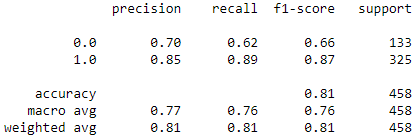 precision recall f1-score support
0.0 0.70 0.62 0.66 133
1.0 0.85 0.89 0.87 325
accuracy 0.81 458
macro avg 0.77 0.76 0.76 458
weighted avg 0.81 0.81 0.81 458